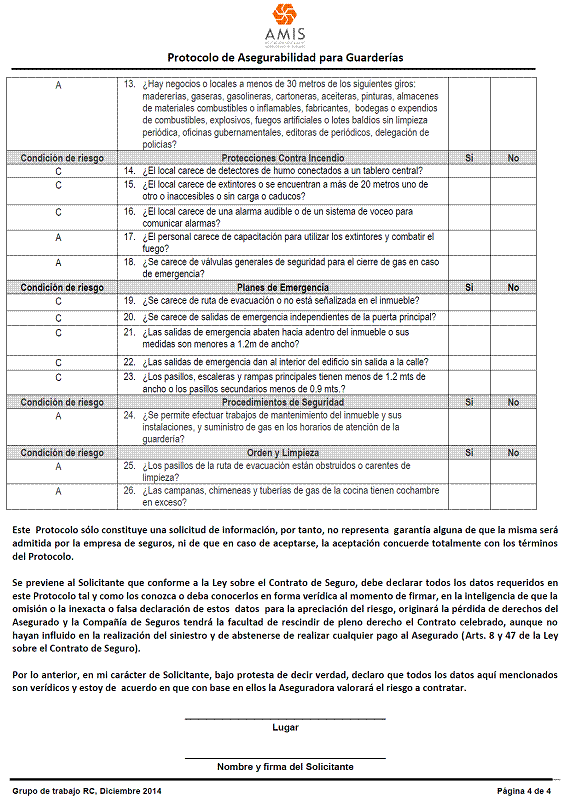 AMIS
Protocolo de Asegurabilidad para Guarderías
A 13. ¿Hay negocios o locales a menos de 30 metros de los siguientes giros:
madererías, gaseras, gasolineras, cartoneras, aceiteras, pinturas, almacenes
de materiales combustibles o inflamables, fabricantes, bodegas o expendios
de combustibles, explosivos, fuegos artificiales o lotes baldíos sin limpieza
periódica, oficinas gubernamentales, editoras de periódicos, delegación de
policías?
Condición de riesgo Protecciones Contra Incendio Si No
C 14. ¿El local carece de detectores de humo conectados a un tablero central?
C 15. ¿El local carece de extintores o se encuentran a más de 20 metros uno de
otro o inaccesibles o sin carga o caducos?
C 16. ¿El local carece de una alarma audible o de un sistema de voceo para
comunicar alarmas?
A 17. ¿El personal carece de capacitación para utilizar los extintores y combatir el
fuego?
A 18. ¿Se carece de válvulas generales de seguridad para el cierre de gas en caso
de emergencia?
Condición de riesgo Planes de Emergencia Si No
C 19. ¿Se carece de ruta de evacuación o no está señalizada en el inmueble?
C 20. ¿Se carece de salidas de emergencia independientes de la puerta principal?
C 21. ¿Las salidas de emergencia abaten hacia adentro del inmueble o sus
medidas son menores a 1.2m de ancho?
C 22. ¿Las salidas de emergencia dan al interior del edificio sin salida a la calle?
C 23. ¿Los pasillos, escaleras y rampas principales tienen menos de 1.2 mts de
ancho o los pasillos secundarios menos de 0.9 mts.?
Condición de riesgo Procedimientos de Seguridad Si No
A 24. ¿Se permite efectuar trabajos de mantenimiento del inmueble y sus
instalaciones, y suministro de gas en los horarios de atención de la
guardería?
Condición de riesgo Orden y Limpieza Si No
A 25. ¿Los pasillos de la ruta de evacuación están obstruidos o carentes de
limpieza?
A 26. ¿Las campanas, chimeneas y tuberías de gas de la cocina tienen cochambre
en exceso?
Este Protocolo sólo constituye una solicitud de información, por tanto, no representa garantía alguna de que la misma será
admitida por la empresa de seguros, ni de que en caso de aceptarse, la aceptación concuerde totalmente con los términos
del Protocolo.
Se previene al Solicitante que conforme a la Ley sobre el Contrato de Seguro, debe declarar todos los datos requeridos en
este Protocolo tal y como los conozca o deba conocerlos en forma verídica al momento de firmar, en la inteligencia de que la
omisión o la inexacta o falsa declaración de estos datos para la apreciación del riesgo, originará la pérdida de derechos del
Asegurado y la Compañía de Seguros tendrá la facultad de rescindir de pleno derecho el Contrato celebrado, aunque no
hayan influido en la realización del siniestro y de abstenerse de realizar cualquier pago al Asegurado (Arts. 8 y 47 de la Ley
sobre el Contrato de Seguro).
Por lo anterior, en mi carácter de Solicitante, bajo protesta de decir verdad, declaro que todos los datos aquí mencionados
son verídicos y estoy de acuerdo en que con base en ellos la Aseguradora valorará el riesgo a contratar.
Lugar
Nombre y firma del Solicitante
Grupo de trabajo RC, Diciembre 2014 Página 4 de 4